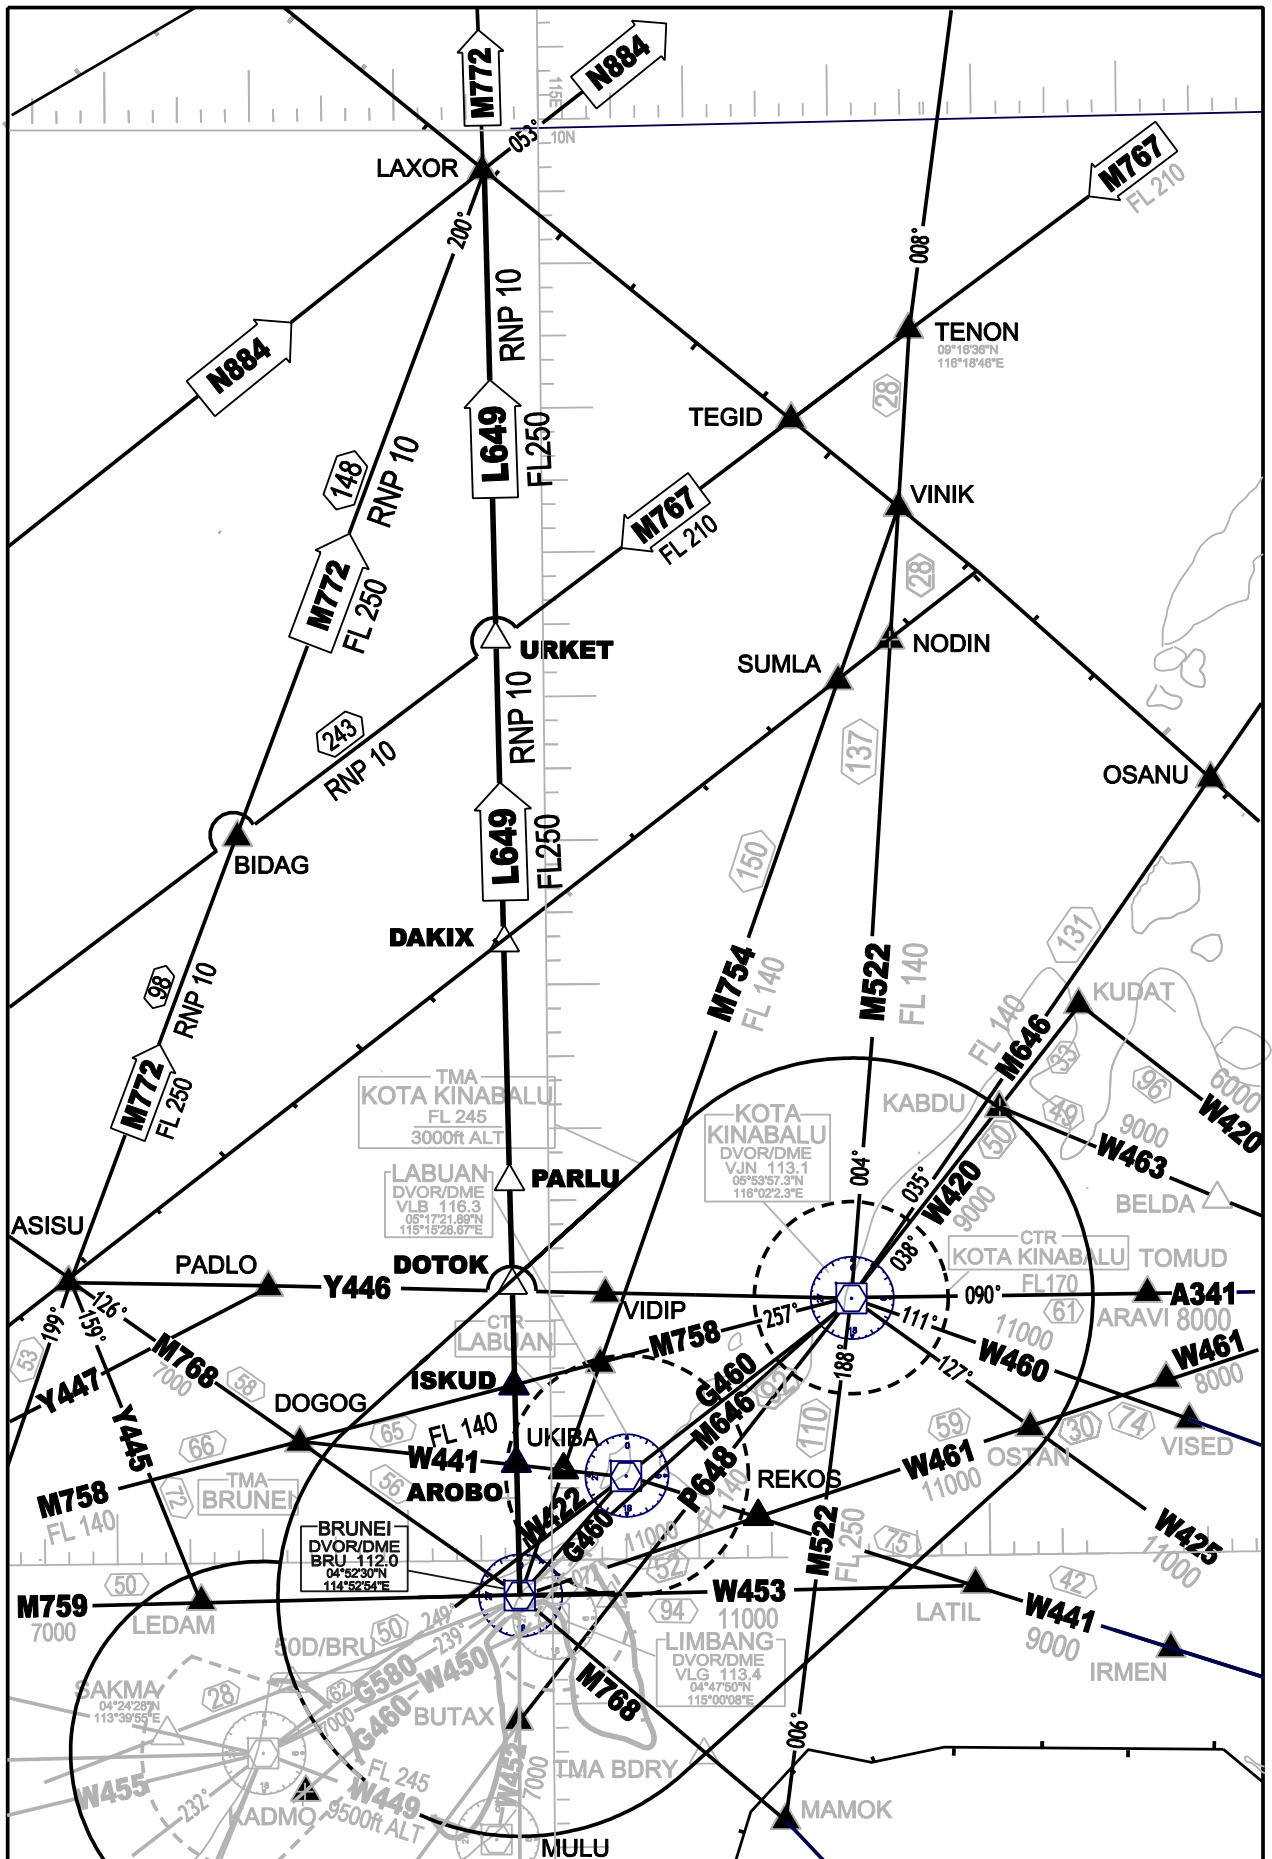 M772
N884
115E
10N
053°
LAXOR
M767
FL 210
200°
008°
RNP 10
TENON
09°16'36"N
116°18'46"E
N884
28
TEGID
L649
FL250
148
RNP 10
VINIK
M767
FL 210
M772
FL 250
28
URKET
NODIN
SUMLA
RNP 10
243
RNP 10
137
OSANU
L649
FL250
BIDAG
150
131
DAKIX
98
RNP 10
M754
FL 140
M522
FL 140
KUDAT
M772
FL 250
FL 140
M646
33
96
6000
W420
TMA
KOTA KINABALU
FL 245
3000ft ALT
KOTA
KINABALU
DVOR/DME
VJN 113.1
05°53'57.3"N
116°02'2.3"E
KABDU
49
50
9000
W463
LABUAN
DVOR/DME
VLB 116.3
05°17'21.89"N
115°15'28.67"E
PARLU
004°
035°
W420
9000
038°
BELDA
ASISU
PADLO
DOTOK
Y446
CTR
KOTA KINABALU
TOMUD
FL170
090°
61
A341
ARAVI
8000
126°
159°
199°
VIDIP
257°
M758
111°
11000
CTR
LABUAN
53
M768
7000
58
Y447
188°
127°
W460
W461
8000
ISKUD
G460
92
M646
DOGOG
Y445
FL 140
UKIBA
65
66
W441
110
59
30
74
VISED
OSTAN
M758
FL 140
72
TMA
BRUNEI
56
AROBO
P648
FL 140
REKOS
W461
11000
W422
G460
BRUNEI
DVOR/DME
BRU 112.0
04°52'30"N
114°52'54"E
11000
52
M522
FL 250
75
W425
11000
071°
50
M759
7000
LEDAM
W453
11000
94
42
LATIL
W441
9000
IRMEN
249°
239°
50
50D/BRU
LIMBANG
DVOR/DME
VLG 113.4
04°47'50"N
115°00'08"E
M768
SAKMA
04°24'28"N
113°39'55"E
28
62
7000
G580
W450
G460
BUTAX
006°
W455
232°
KADMO
FL 245
9500ft ALT
W449
W452
7000
TMA BDRY
MAMOK
MULU